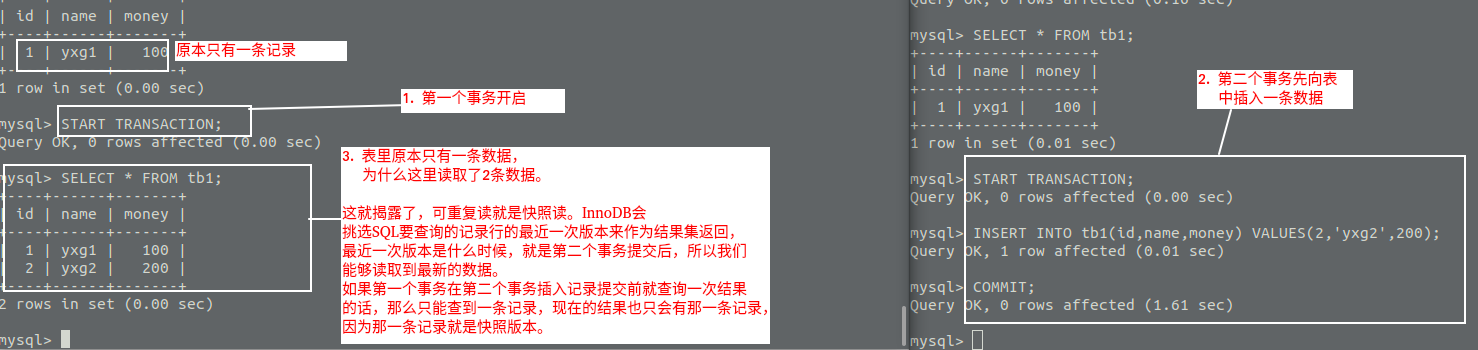 | id | name | money |
+----+------+-------+
| 1 | yxg1 | 100
原本只有一条记录
+----+------+-------+
1 row in set (0.00 sec)
1. 第一个事务开启
mysql> START TRANSACTION;
Query OK, 0 rows affected (0.00 sec)
mysql> SELECT * FROM tb1;
+----+------+-------+
| id | name | money |
+----+------+-------+
| 1 | yxg1 | 100 |
| 2 | yxg2 | 200 |
+----+------+-------+
2 rows in set (0.00 sec)
mysql>
3. 表里原本只有一条数据，
为什么这里读取了2条数据。
这就揭露了，可重复读就是快照读。InnoDB会
挑选SQL要查询的记录行的最近一次版本来作为结果集返回，
最近一次版本是什么时候，就是第二个事务提交后，所以我们
能够读取到最新的数据。
如果第一个事务在第二个事务插入记录提交前就查询一次结果
的话，那么只能查到一条记录，现在的结果也只会有那一条记录，
因为那一条记录就是快照版本。
Query OK, 0 rows affected (0.10 sec)
mysql> SELECT * FROM tb1;
+----+------+-------+
| id | name | money |
+----+------+-------+
| 1 | yxg1 | 100 |
+----+------+-------+
1 row in set (0.01 sec)
2. 第二个事务先向表
中插入一条数据
mysql> START TRANSACTION;
Query OK, 0 rows affected (0.00 sec)
mysql> INSERT INTO tb1(id,name,money) VALUES(2,'yxg2',200);
Query OK, 1 row affected (0.01 sec)
mysql> COMMIT;
Query OK, 0 rows affected (1.61 sec)
mysql>